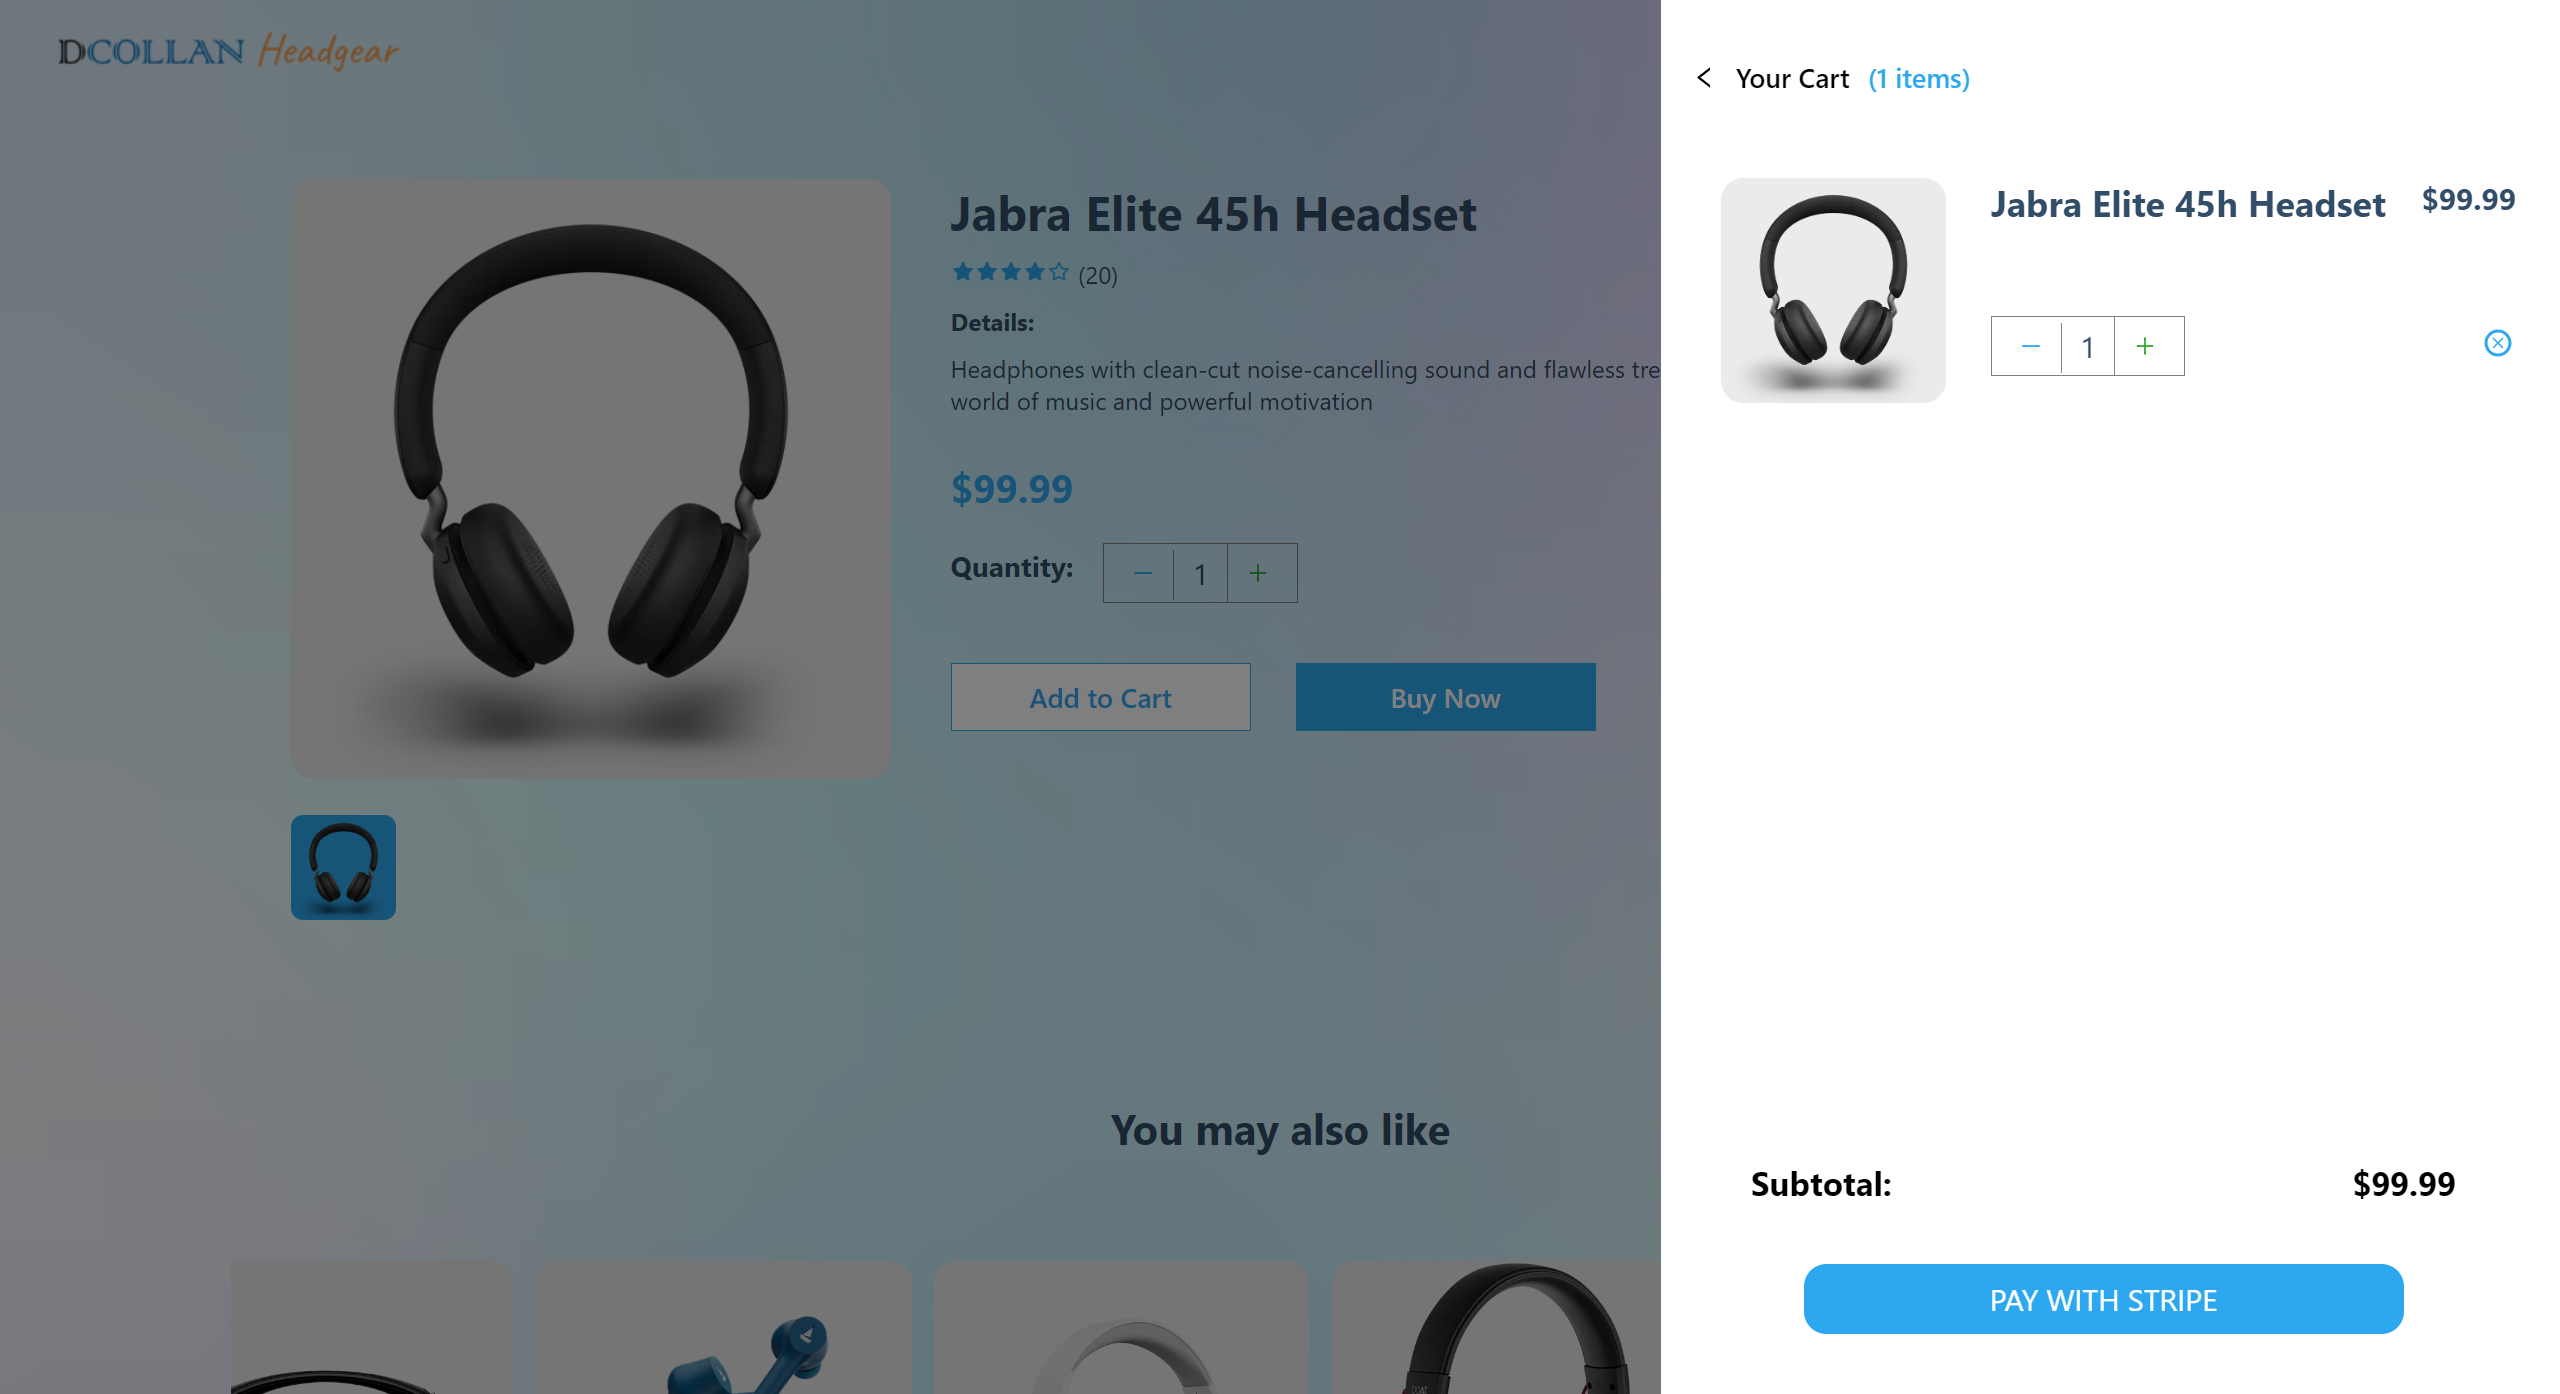 DCOLLAN Headgear
Jabra Elite 45h Headset
(20)
Details:
Headphones with clean-cut noise-cancelling sound and flawless tre
world of music and powerful motivation
$99.99
Quantity:
− 1 +
Add to Cart
Buy Now
You may also like
< Your Cart (1 items)
Jabra Elite 45h Headset $99.99
− 1 +
Subtotal: $99.99
PAY WITH STRIPE